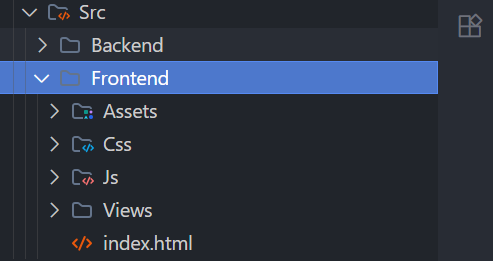 Src
Backend
Frontend
Assets
Css
Js
Views
index.html